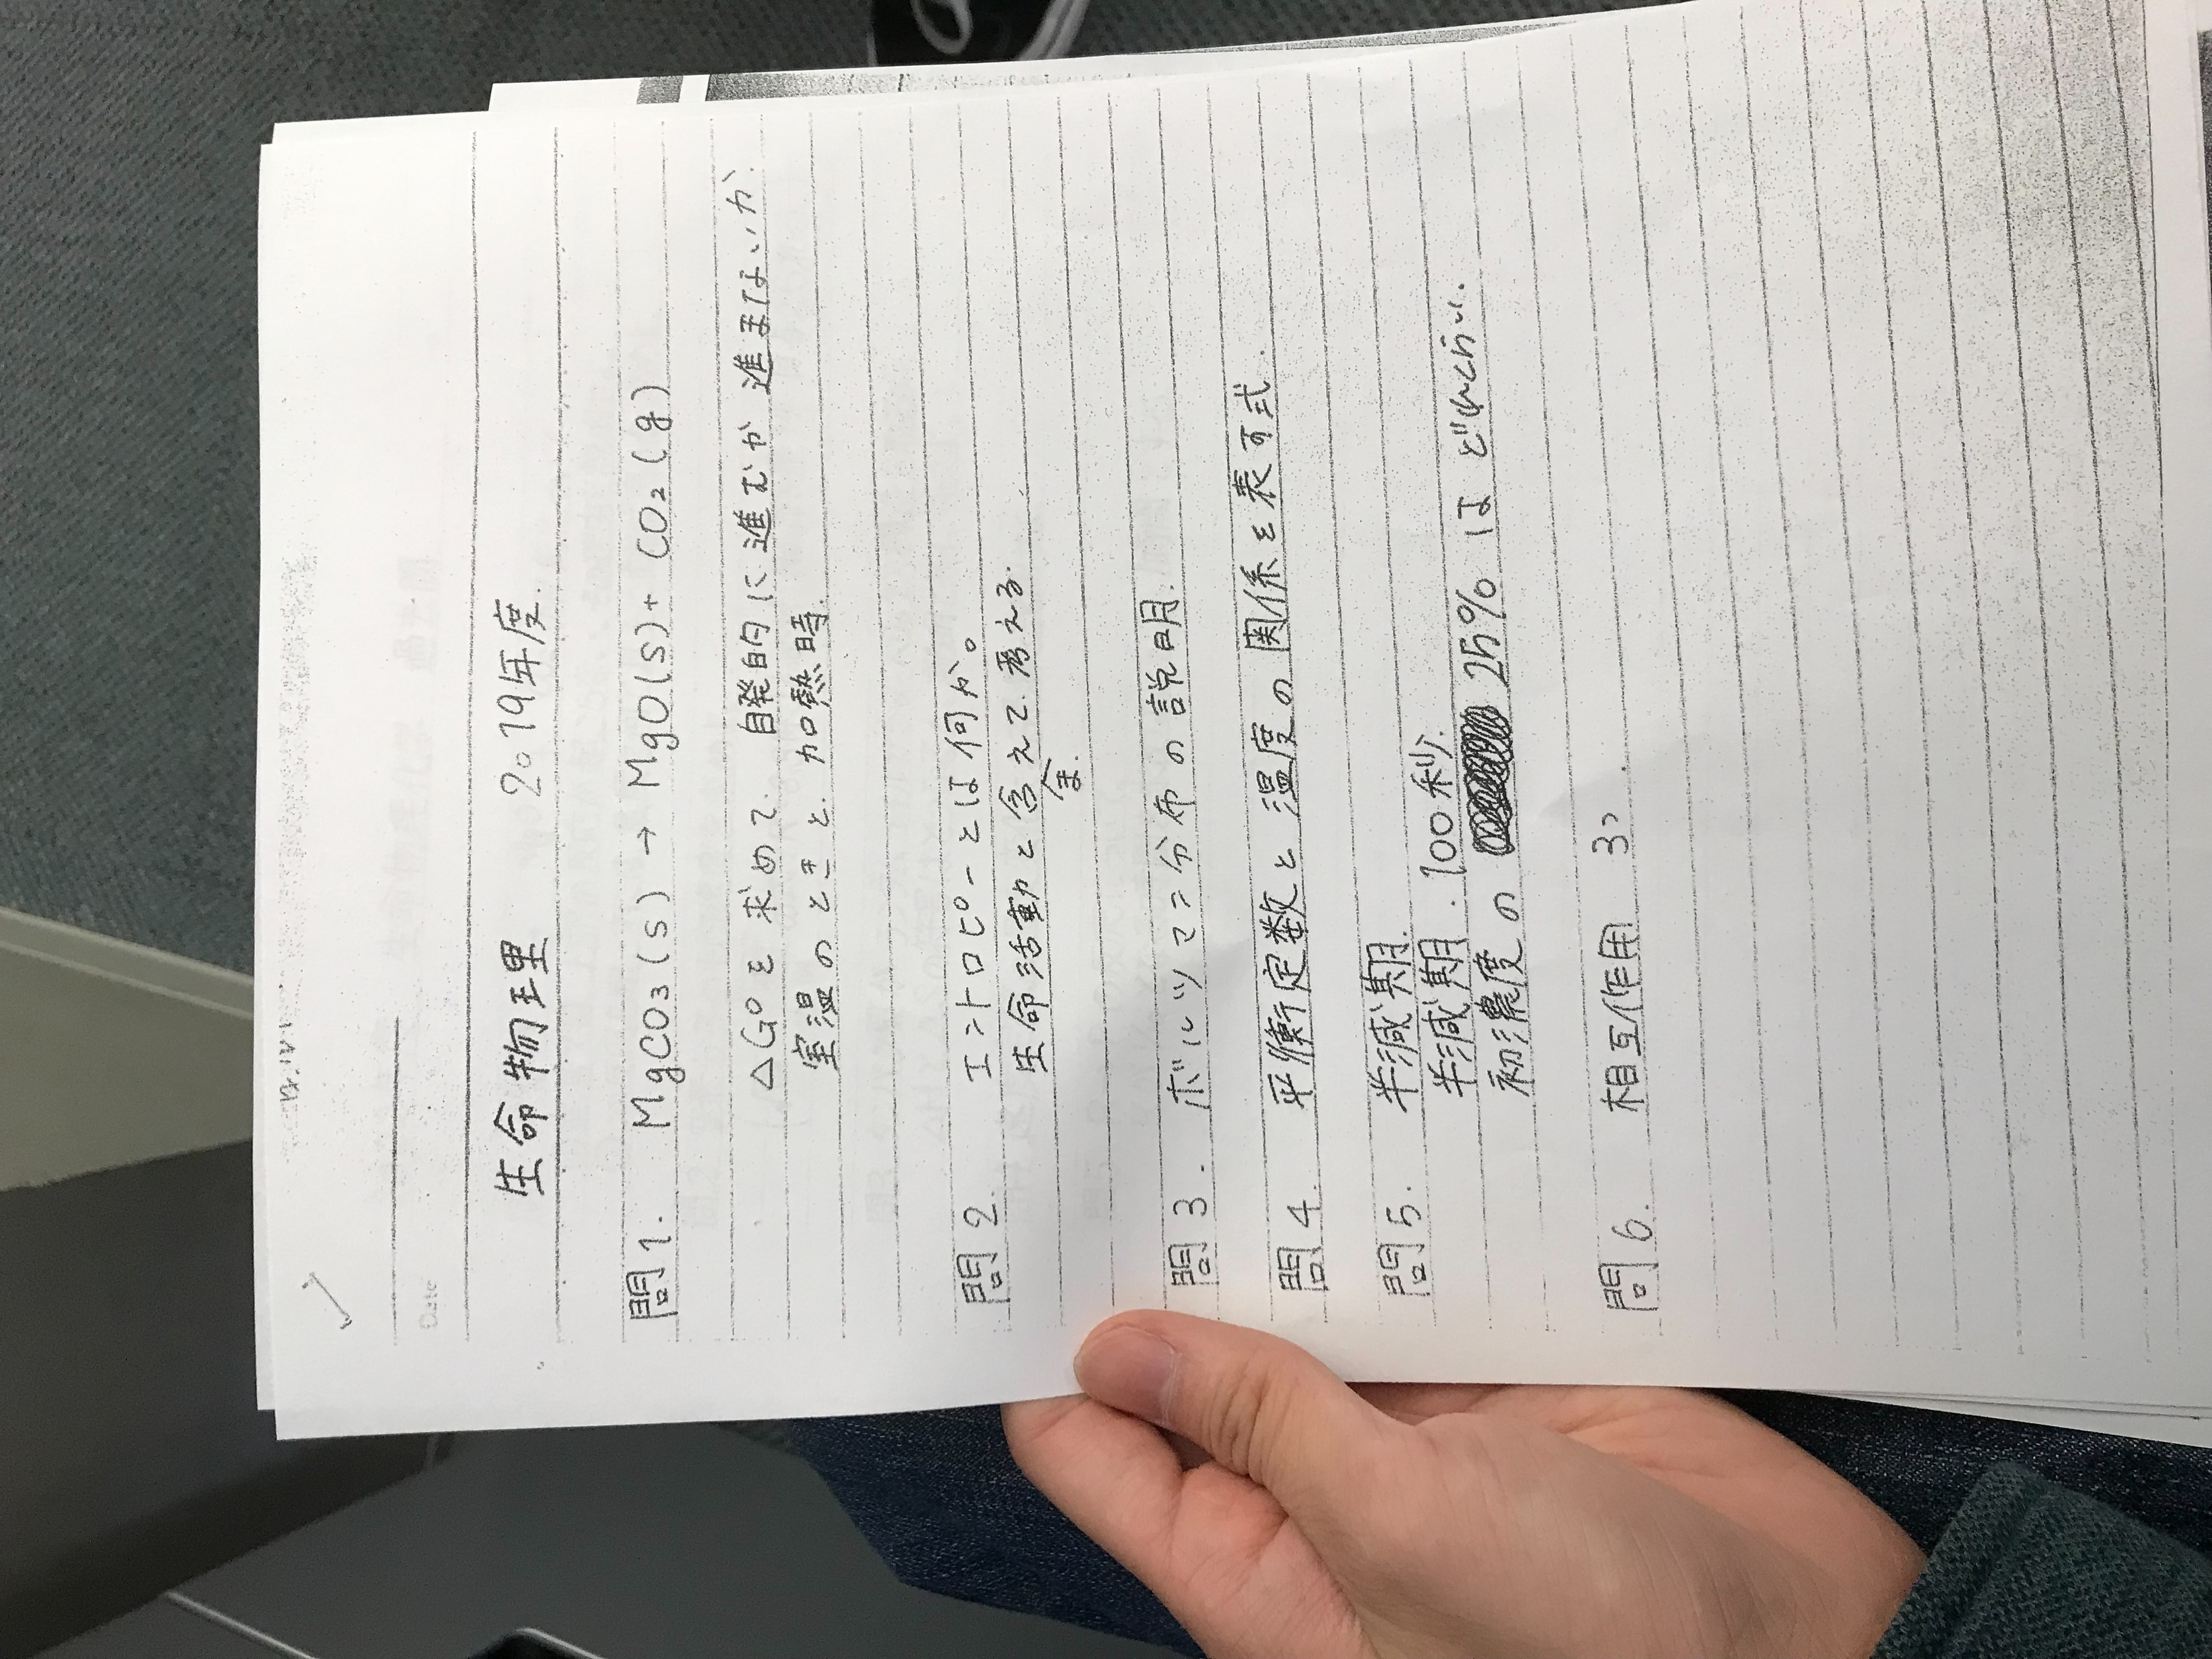 Date
生命物理 2019年度.
問1. MgCO₃(s) → MgO(s)+ CO₂(g)
△G°を求めて. 自発的に進むか進まないか.
室温のときと. 加熱時.
問2. エントロピーとは何か。
生命活動と含えて.考える.
含.
問3. ボルツマン分布の説明.
問4. 平衡定数と温度の関係を表す式.
問5. 半減期.
半減期.100秒.
初濃度の 25%はどれくらい.
問6. 相互作用 3つ.